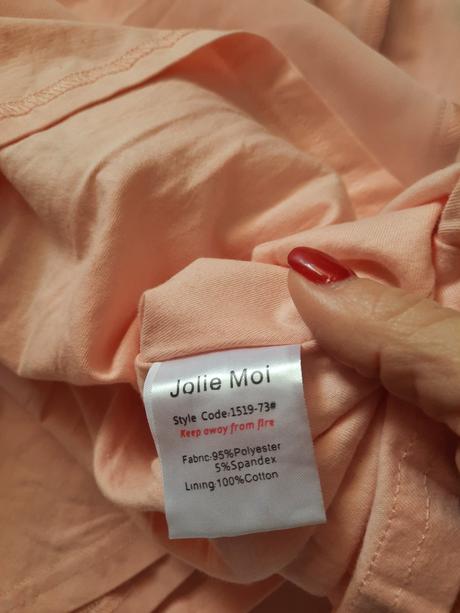 Jolie Moi
Style Code:1519-73#
Keep away from fire
Fabric:95%Polyester
5%Spandex
Lining:100%Cotton